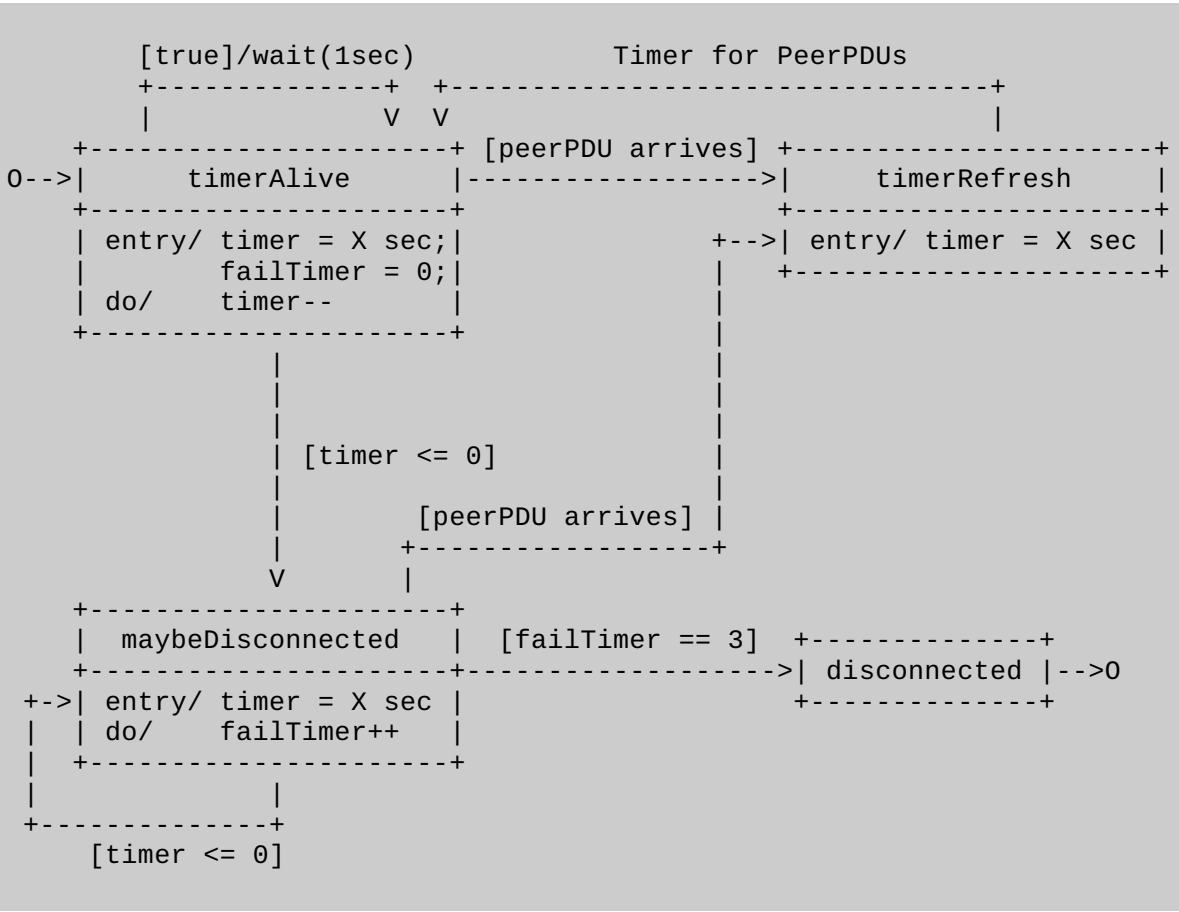 [true]/wait(1sec) Timer for PeerPDUs
V V
[peerPDU arrives]
O-->| timerAlive |------------------>| timerRefresh |
entry/ timer = X sec; +-->| entry/ timer = X sec
failTimer = 0;
do/ timer--
[timer <= 0]
[peerPDU arrives]
V
maybeDisconnected [failTimer == 3]
------------------->| disconnected |-->O
+->| entry/ timer = X sec
do/ failTimer++
[timer <= 0]